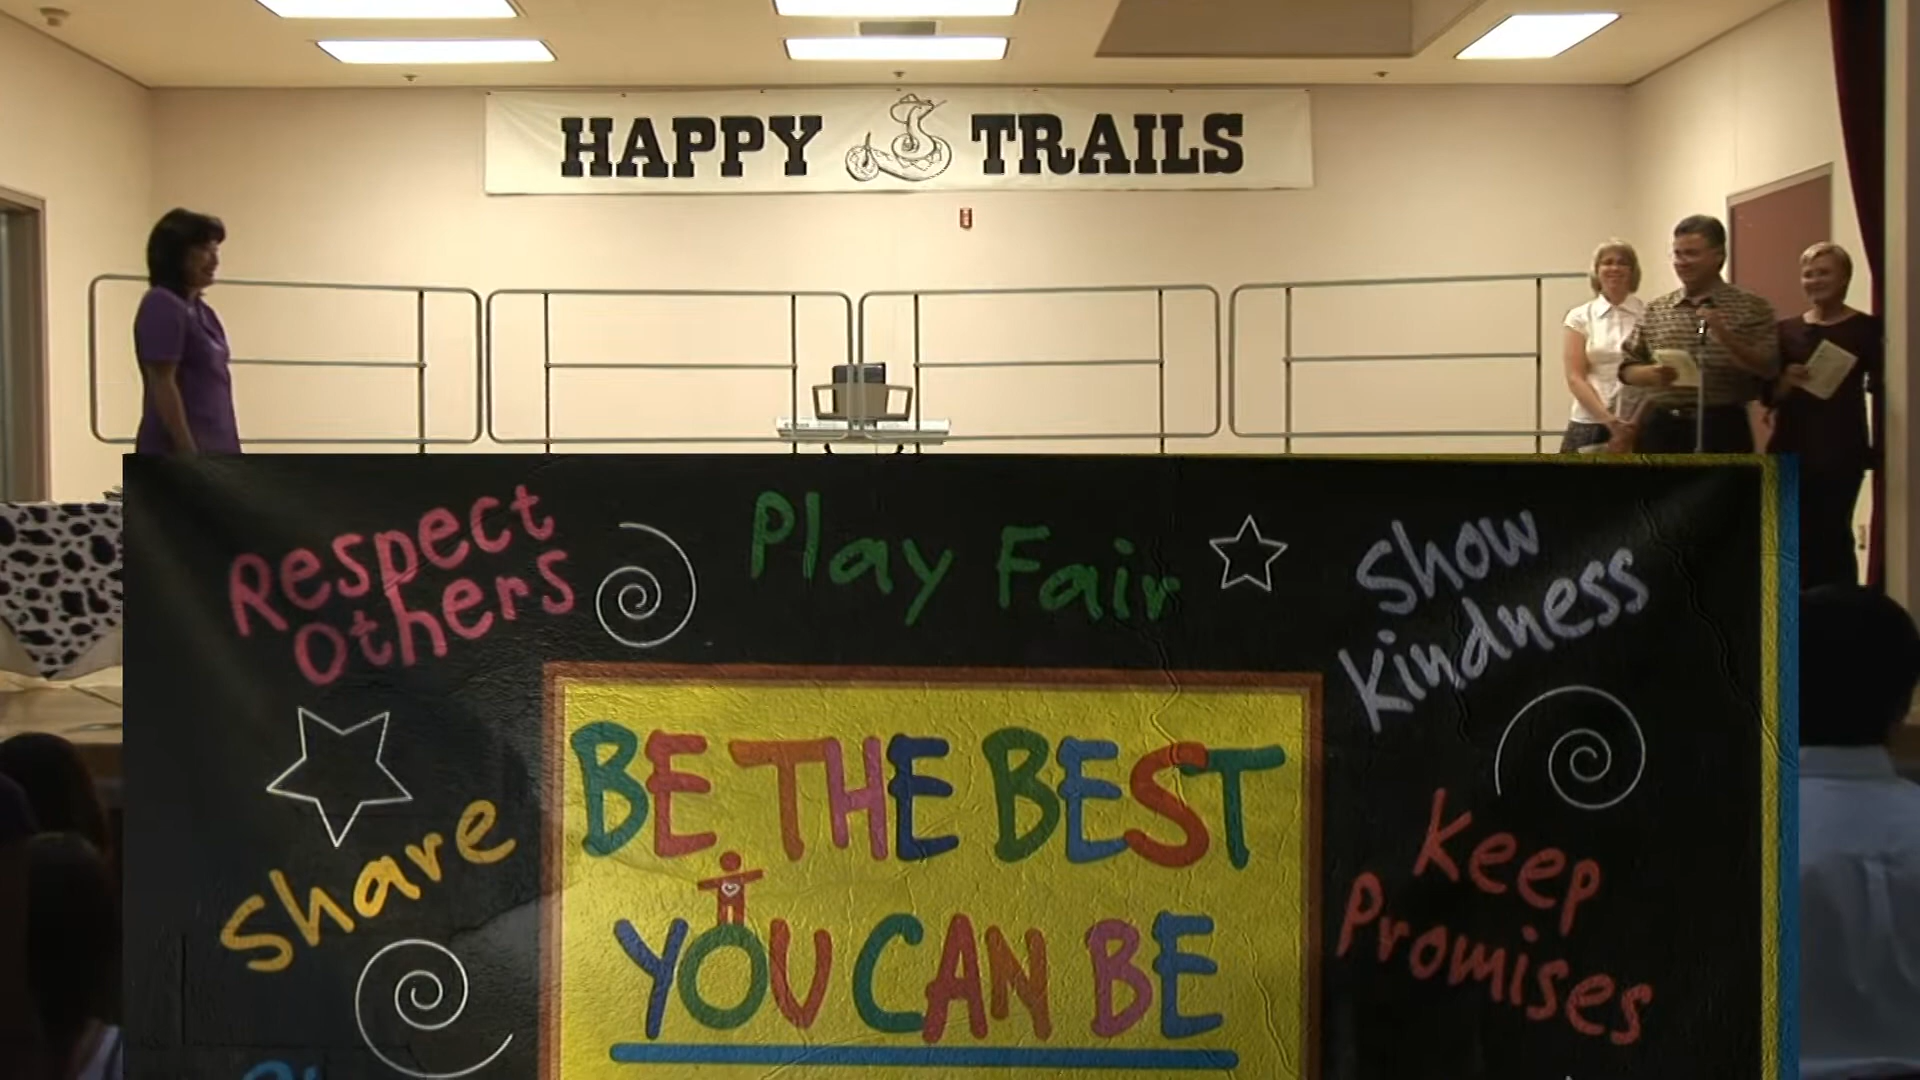 HAPPY TRAILS
Respect
Others
Play Fair
Show
kindness
Share
BE THE BEST
YOU CAN BE
Keep
Promises